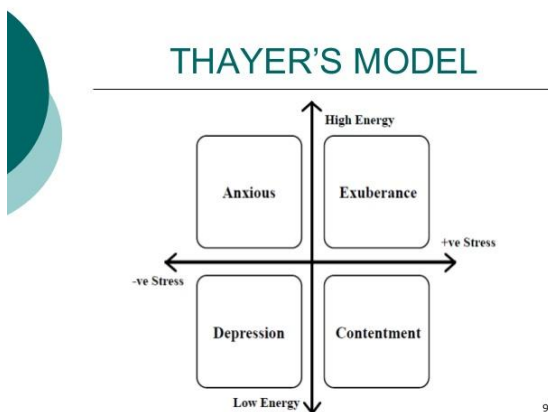 THAYER'S MODEL
High Energy
Anxious
Exuberance
+ve Stress
-ve Stress
Depression
Contentment
Low Energy
9